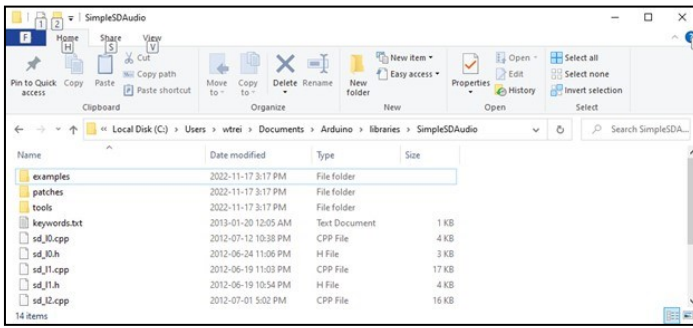 SimpleSDAudio
1 2
F Home Share View
H S V
Pin to Quick access
Copy
Paste
Cut
Copy path
Paste shortcut
Clipboard
Move to
Copy to
Delete
Rename
Organize
New folder
New item
Easy access
New
Properties
Open
Edit
History
Open
Select all
Select none
Invert selection
Select
« Local Disk (C:) › Users › wtrei › Documents › Arduino › libraries › SimpleSDAudio
Search SimpleSDA...
Name Date modified Type Size
examples 2022-11-17 3:17 PM File folder
patches 2022-11-17 3:17 PM File folder
tools 2022-11-17 3:17 PM File folder
keywords.txt 2013-01-20 12:05 AM Text Document 1 KB
sd_l0.cpp 2012-07-12 10:38 PM CPP File 4 KB
sd_l0.h 2012-06-24 11:06 PM H File 3 KB
sd_l1.cpp 2012-06-19 11:03 PM CPP File 17 KB
sd_l1.h 2012-06-19 10:54 PM H File 4 KB
sd_l2.cpp 2012-07-01 5:02 PM CPP File 16 KB
14 items